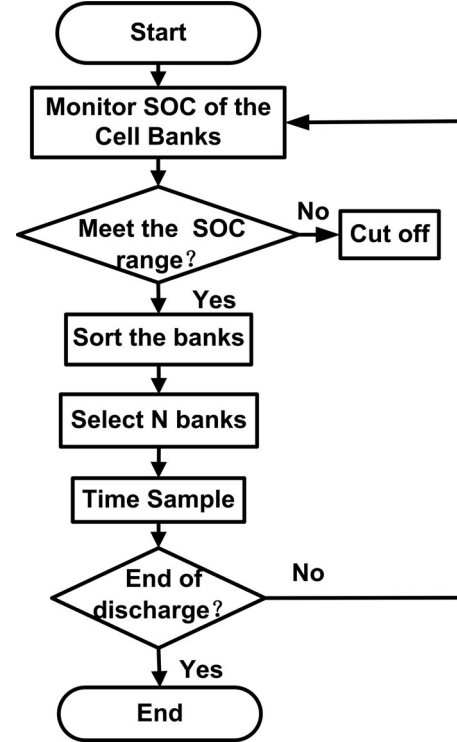 Start
Monitor SOC of the
Cell Banks
Meet the SOC
range？
No
Cut off
Yes
Sort the banks
Select N banks
Time Sample
End of
discharge？
No
Yes
End